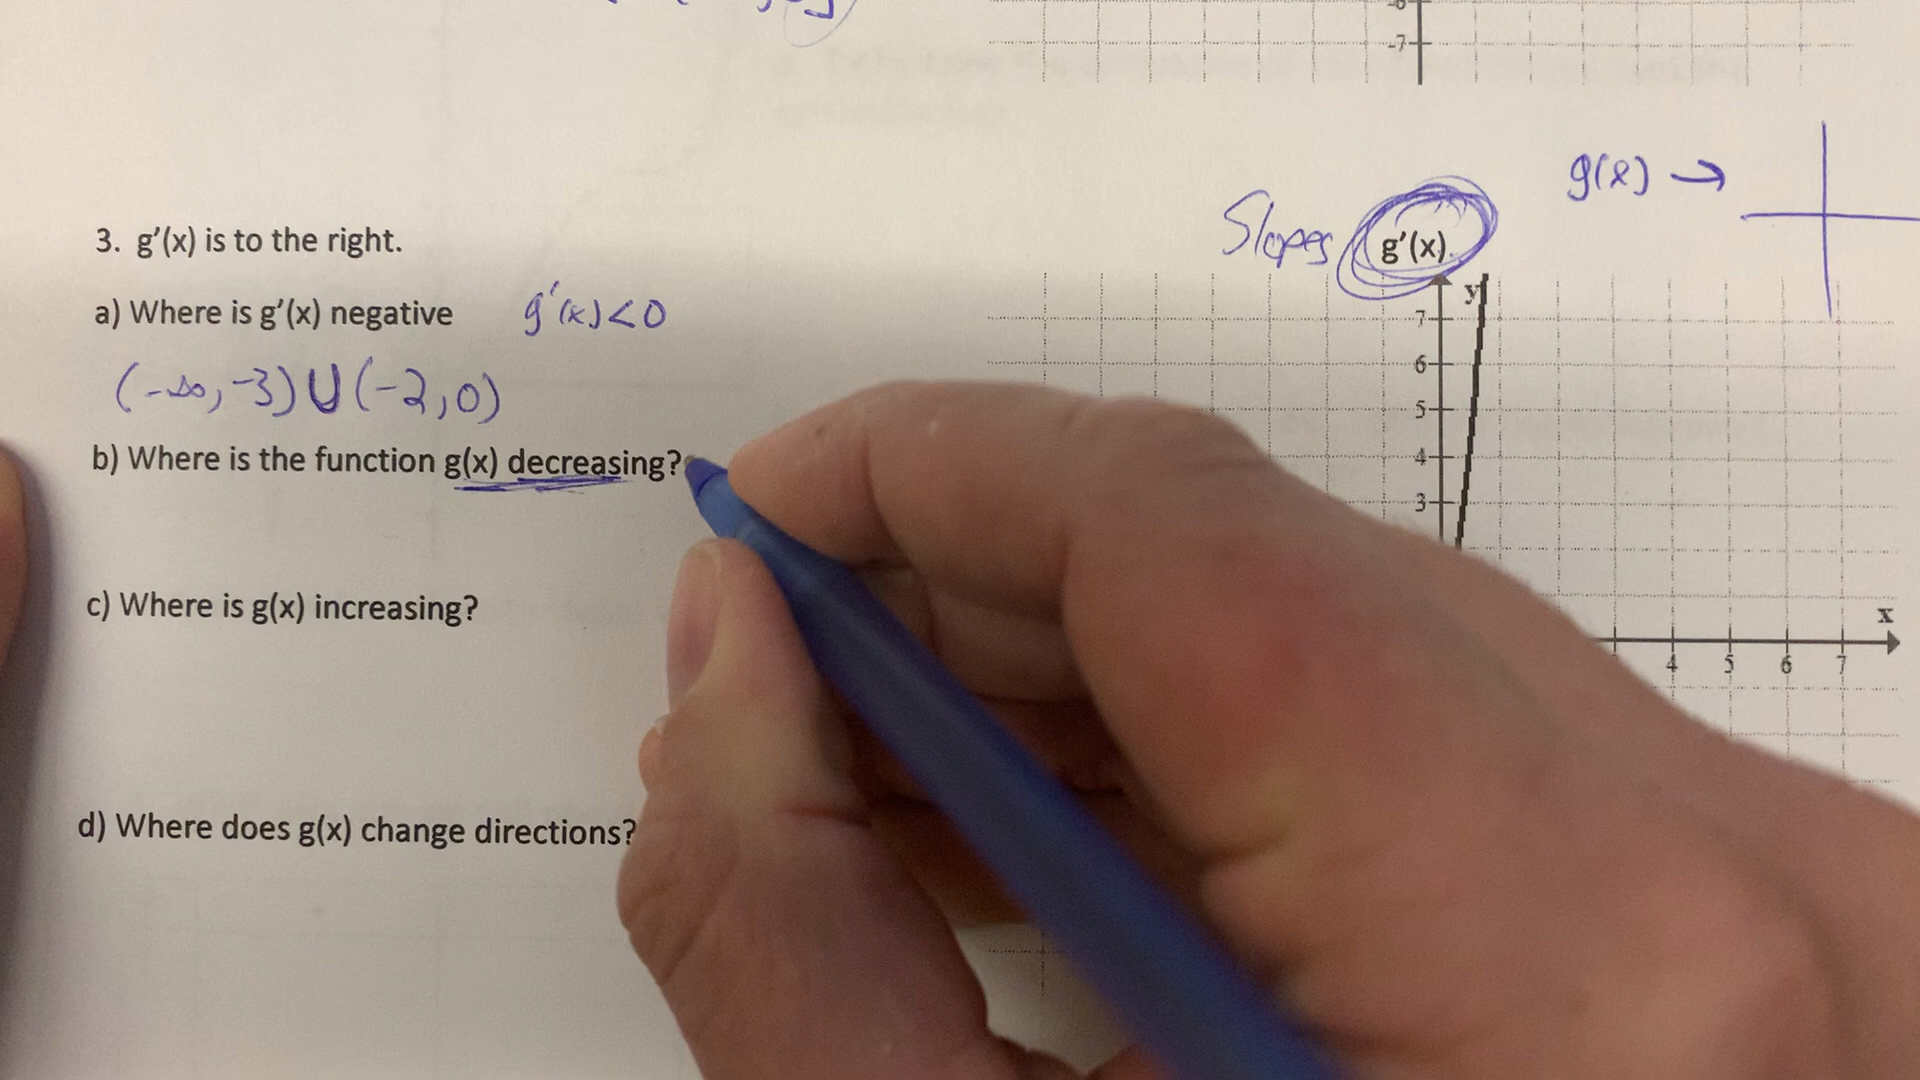 -7
g(x) →
Slopes g'(x)
3. g'(x) is to the right.
a) Where is g'(x) negative g'(x)<0
(-∞,-3)∪(-2,0)
b) Where is the function g(x) decreasing?
c) Where is g(x) increasing?
d) Where does g(x) change directions?
y
7
6
5
4
3
x
4 5 6 7